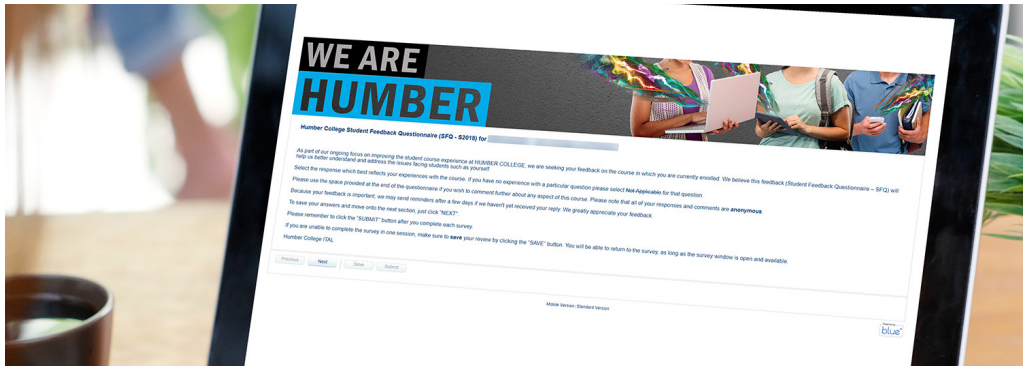 WE ARE
HUMBER
Humber College Student Feedback Questionnaire (SFQ - S2018) for
As part of our ongoing focus on improving the student course experience at HUMBER COLLEGE, we are seeking your feedback on the course in which you are currently enrolled. We believe this feedback (Student Feedback Questionnaire – SFQ) will
help us better understand and address the issues facing students such as yourself.
Select the response which best reflects your experiences with the course. If you have no experience with a particular question please select Not Applicable for that question.
Please use the space provided at the end of the questionnaire if you wish to comment further about any aspect of this course. Please note that all of your responses and comments are anonymous.
Because your feedback is important, we may send reminders after a few days if we haven't yet received your reply. We greatly appreciate your feedback.
To save your answers and move onto the next section, just click "NEXT".
Please remember to click the "SUBMIT" button after you complete each survey.
If you are unable to complete the survey in one session, make sure to save your review by clicking the "SAVE" button. You will be able to return to the survey, as long as the survey window is open and available.
Humber College ITAL
Previous Next Save Submit
Mobile Version | Standard Version
blue